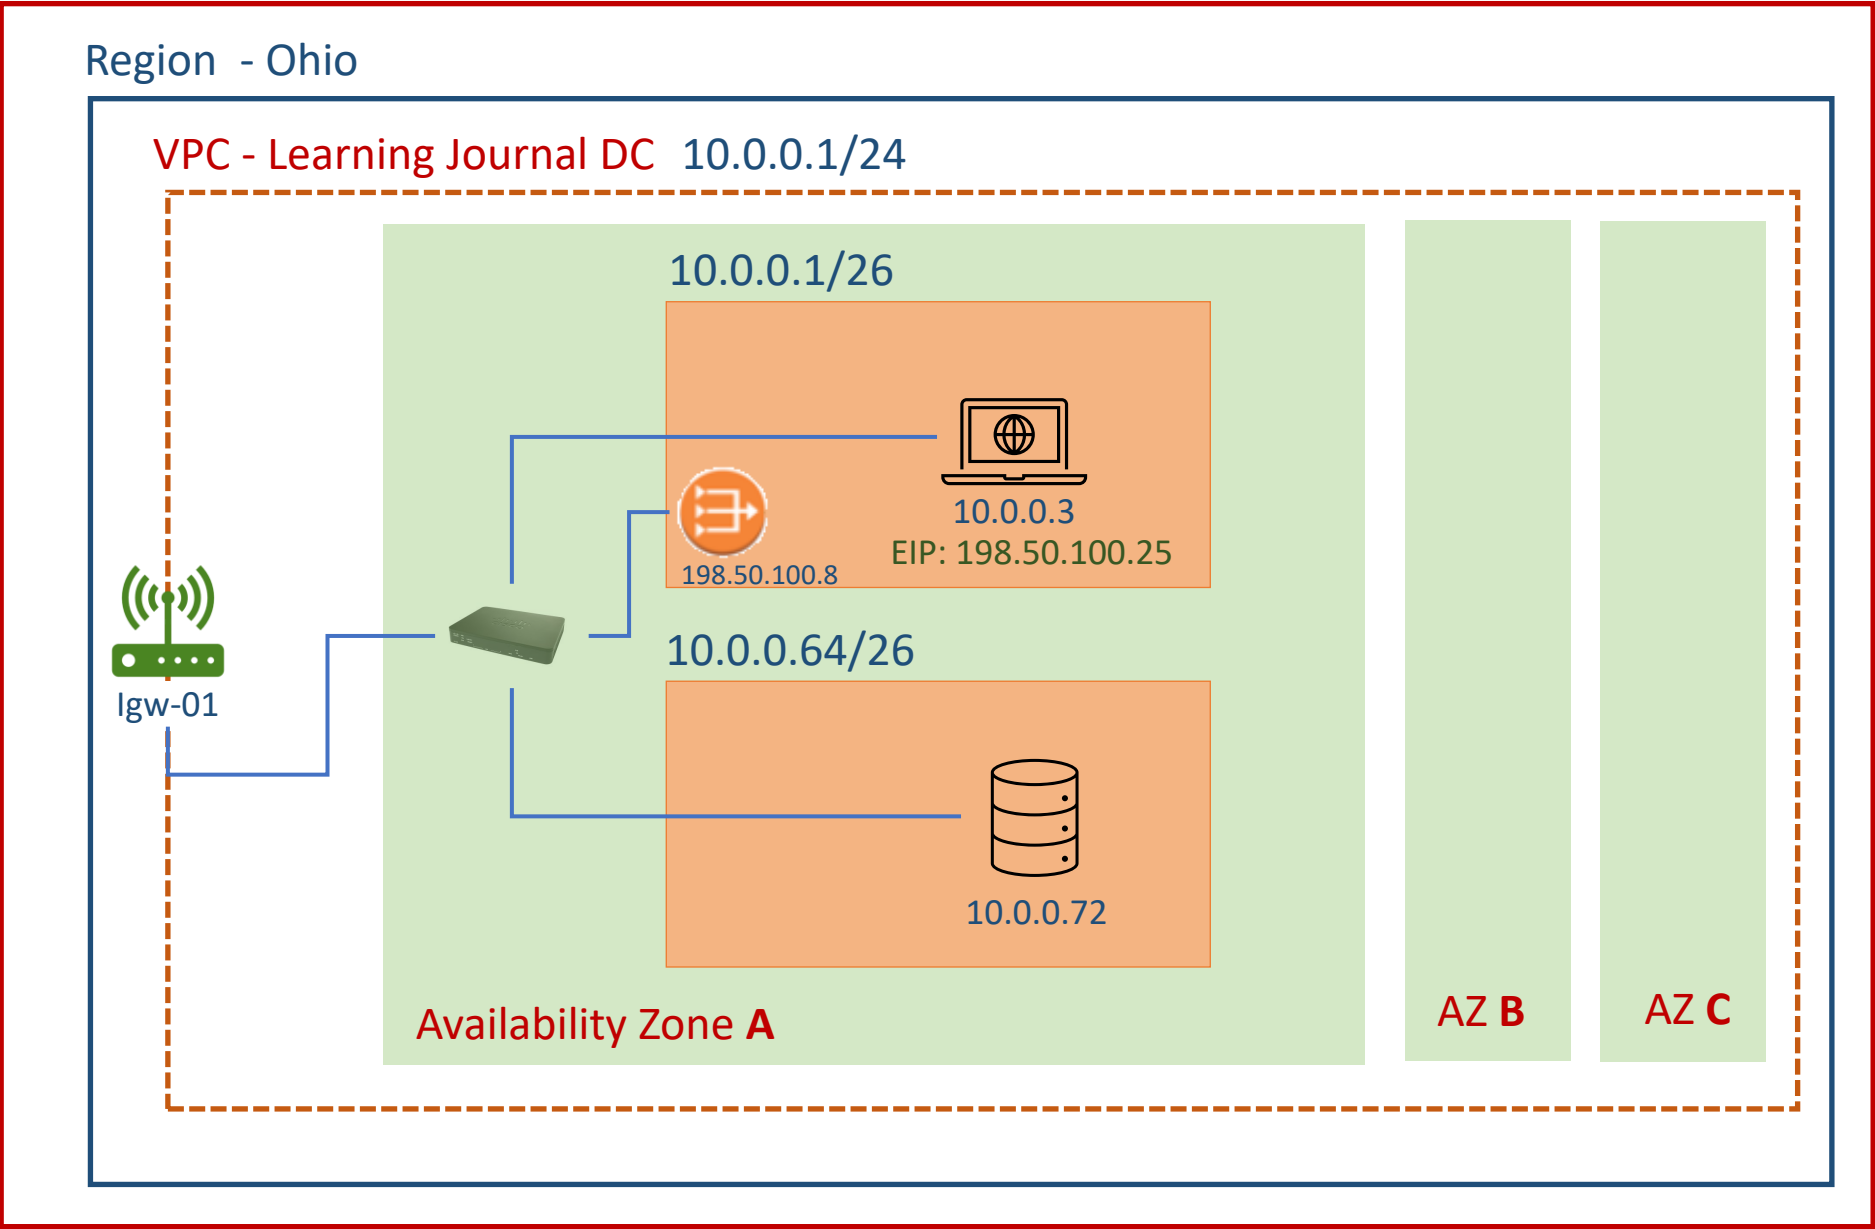 Region - Ohio
VPC - Learning Journal DC 10.0.0.1/24
10.0.0.1/26
10.0.0.3
EIP: 198.50.100.25
198.50.100.8
10.0.0.64/26
Igw-01
10.0.0.72
Availability Zone A
AZ B
AZ C